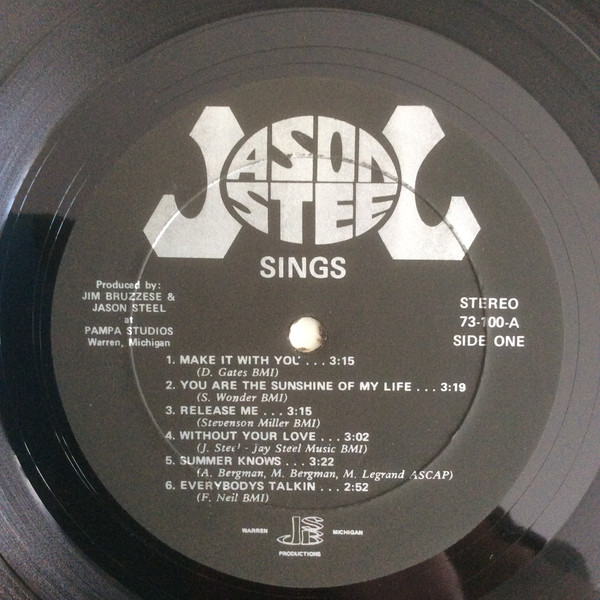 JASON
STEEL
SINGS
Produced by:
JIM BRUZZESE &
JASON STEEL
at
PAMPA STUDIOS
Warren, Michigan
STEREO
73-100-A
SIDE ONE
1. MAKE IT WITH YOU . . . 3:15
(D. Gates BMI)
2. YOU ARE THE SUNSHINE OF MY LIFE . . . 3:19
(S. Wonder BMI)
3. RELEASE ME . . . 3:15
(Stevenson Miller BMI)
4. WITHOUT YOUR LOVE . . . 3:02
(J. Steel - jay Steel Music BMI)
5. SUMMER KNOWS . . . 3:22
(A. Bergman, M. Bergman, M. Legrand ASCAP)
6. EVERYBODYS TALKIN . . . 2:52
(F. Neil BMI)
WARREN MICHIGAN
PRODUCTIONS